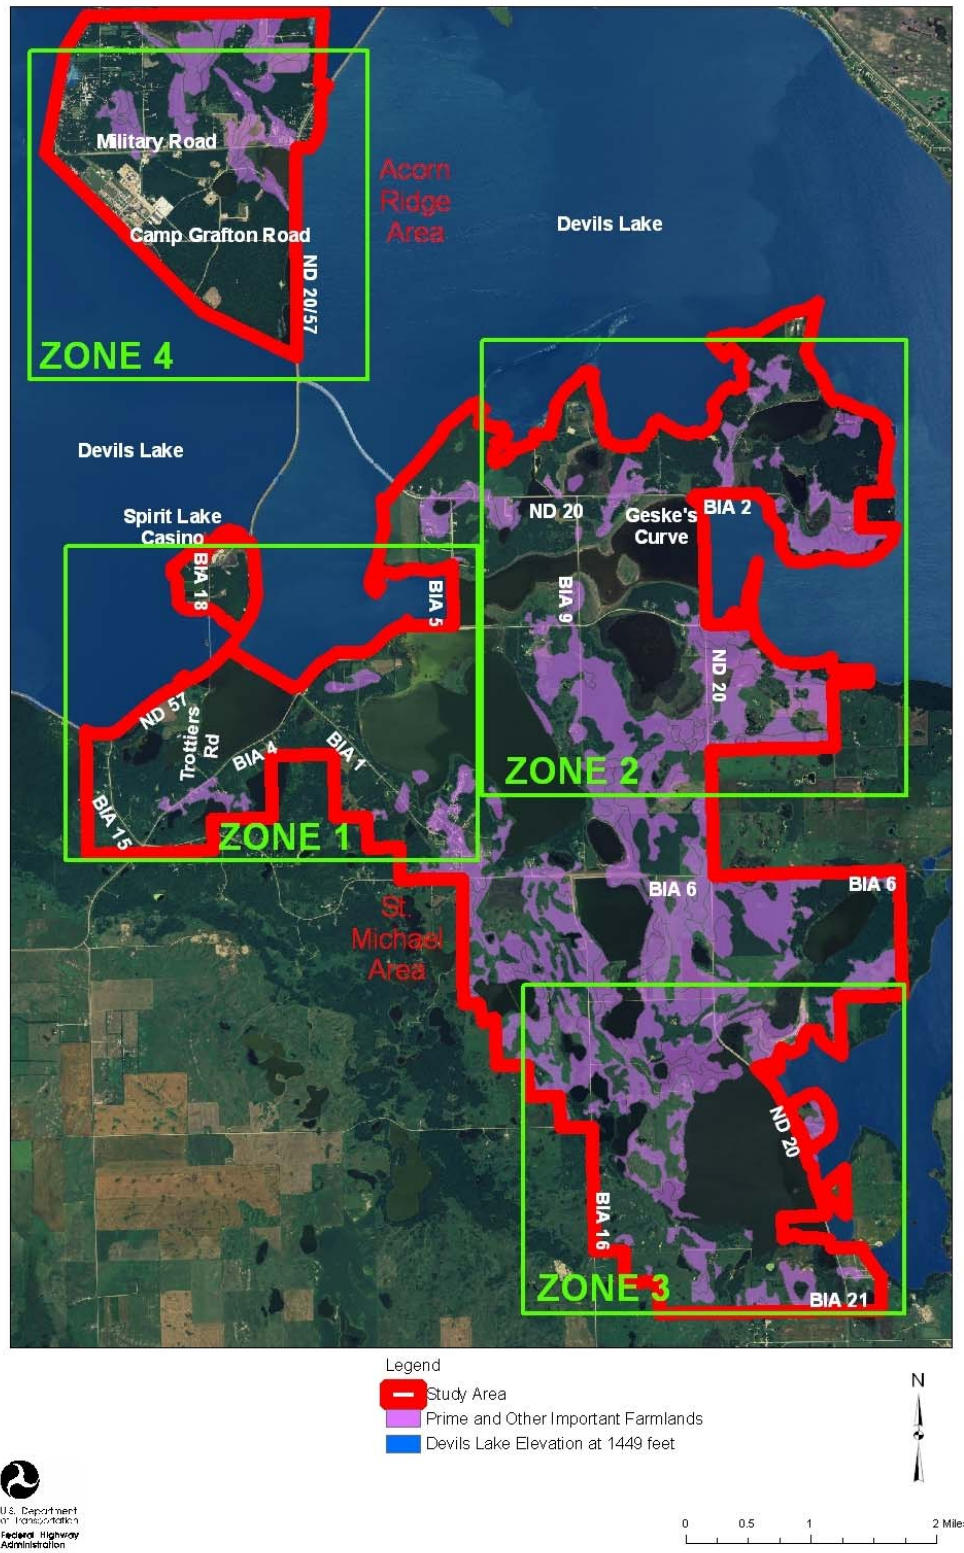 Military Road
Acorn
Ridge
Area
Devils Lake
Camp Grafton Road
ND 20/57
ZONE 4
Devils Lake
Spirit Lake
Casino
BIA 18
ND 20
Geske's
Curve
BIA 2
BIA 5
BIA 9
ND 20
ND 57
Trottiers
Rd
BIA 4
BIA 1
ZONE 2
BIA 15
ZONE 1
BIA 6
BIA 6
St.
Michael
Area
ND 20
BIA 16
ZONE 3
BIA 21
Legend
Study Area
Prime and Other Important Farmlands
Devils Lake Elevation at 1449 feet
N
U.S. Department
of Transportation
Federal Highway
Administration
0 0.5 1 2 Miles